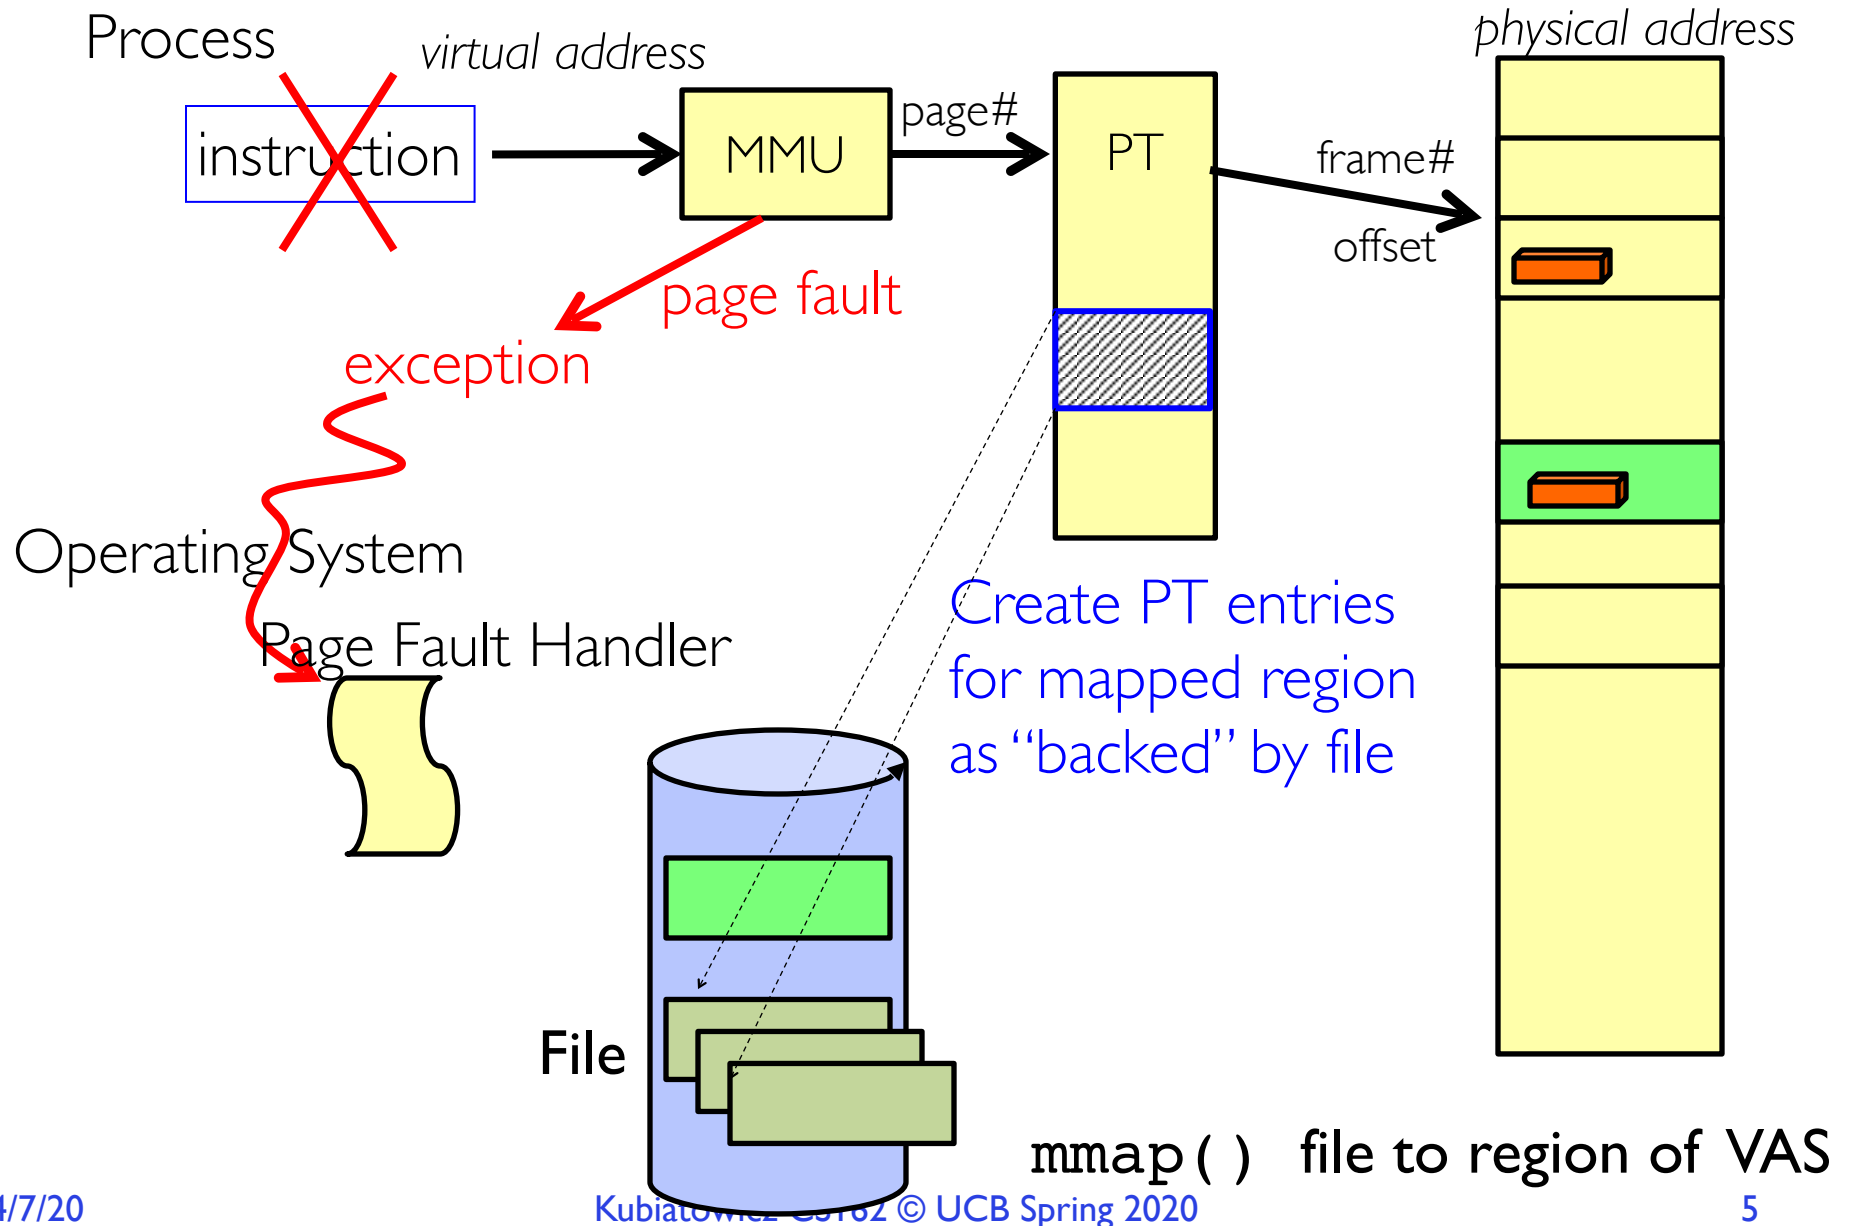 Process
virtual address
physical address
instruction
MMU
page#
PT
frame#
offset
page fault
exception
Operating System
Page Fault Handler
Create PT entries
for mapped region
as “backed” by file
File
mmap() file to region of VAS
4/7/20
Kubiatowicz CS162 © UCB Spring 2020
5